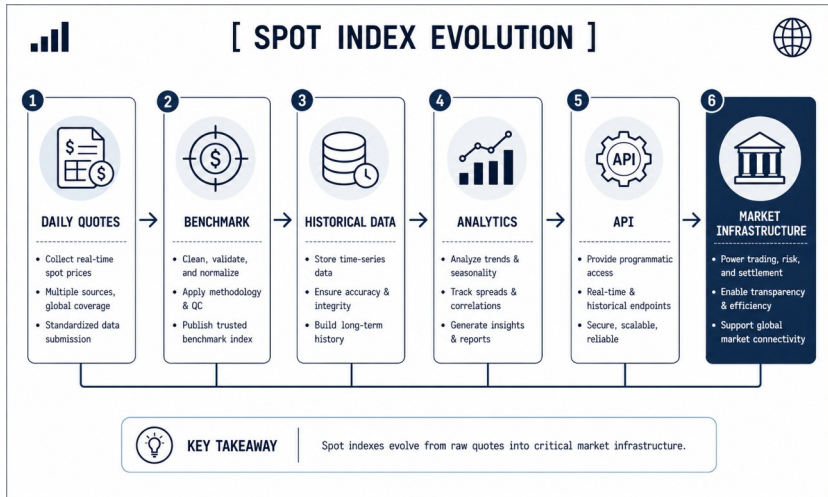 [ SPOT INDEX EVOLUTION ]
1
$
$
DAILY QUOTES
• Collect real-time
spot prices
• Multiple sources,
global coverage
• Standardized data
submission
2
$
BENCHMARK
• Clean, validate,
and normalize
• Apply methodology
& QC
• Publish trusted
benchmark index
3
HISTORICAL DATA
• Store time-series
data
• Ensure accuracy &
integrity
• Build long-term
history
4
ANALYTICS
• Analyze trends &
seasonality
• Track spreads &
correlations
• Generate insights
& reports
5
API
API
• Provide programmatic
access
• Real-time &
historical endpoints
• Secure, scalable,
reliable
6
MARKET
INFRASTRUCTURE
• Power trading, risk,
and settlement
• Enable transparency
& efficiency
• Support global
market connectivity
KEY TAKEAWAY
Spot indexes evolve from raw quotes into critical market infrastructure.